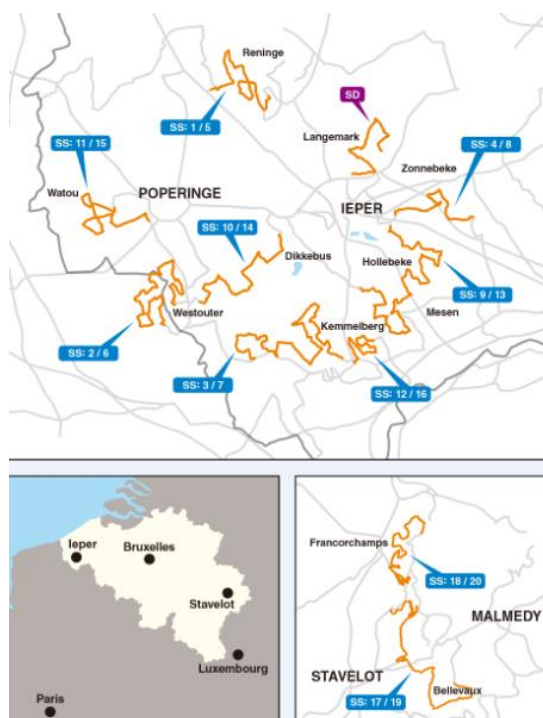 Reninge
SD
SS: 1 / 5
Langemark
SS: 4 / 8
SS: 11 / 15
Zonnebeke
Watou
POPERINGE
IEPER
SS: 10 / 14
Dikkebus
Hollebeke
SS: 9 / 13
Westouter
Kemmelberg
Mesen
SS: 2 / 6
SS: 3 / 7
SS: 12 / 16
Ieper
Bruxelles
Stavelot
Luxembourg
Paris
Francorchamps
SS: 18 / 20
MALMEDY
STAVELOT
Bellevaux
SS: 17 / 19